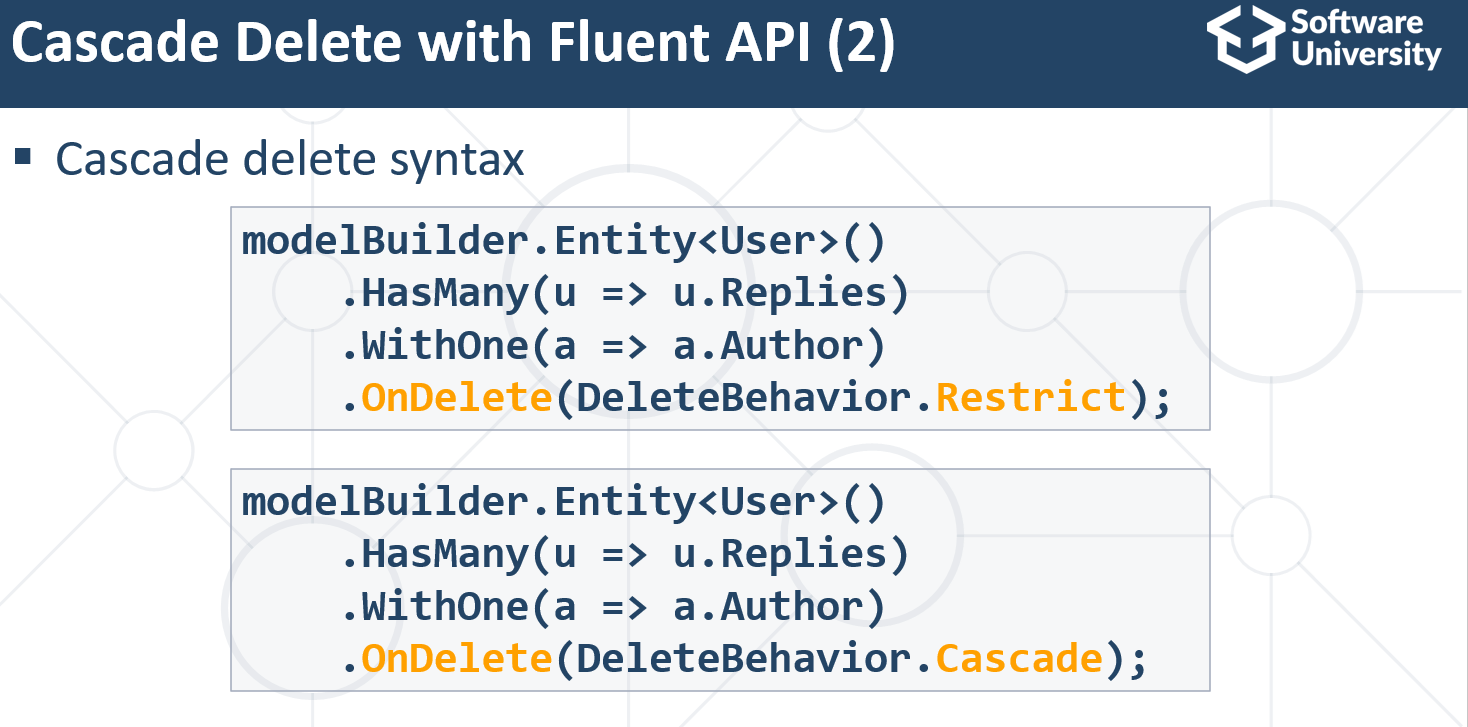 Cascade Delete with Fluent API (2)
Software
University
▪ Cascade delete syntax
modelBuilder.Entity<User>()
    .HasMany(u => u.Replies)
    .WithOne(a => a.Author)
    .OnDelete(DeleteBehavior.Restrict);
modelBuilder.Entity<User>()
    .HasMany(u => u.Replies)
    .WithOne(a => a.Author)
    .OnDelete(DeleteBehavior.Cascade);